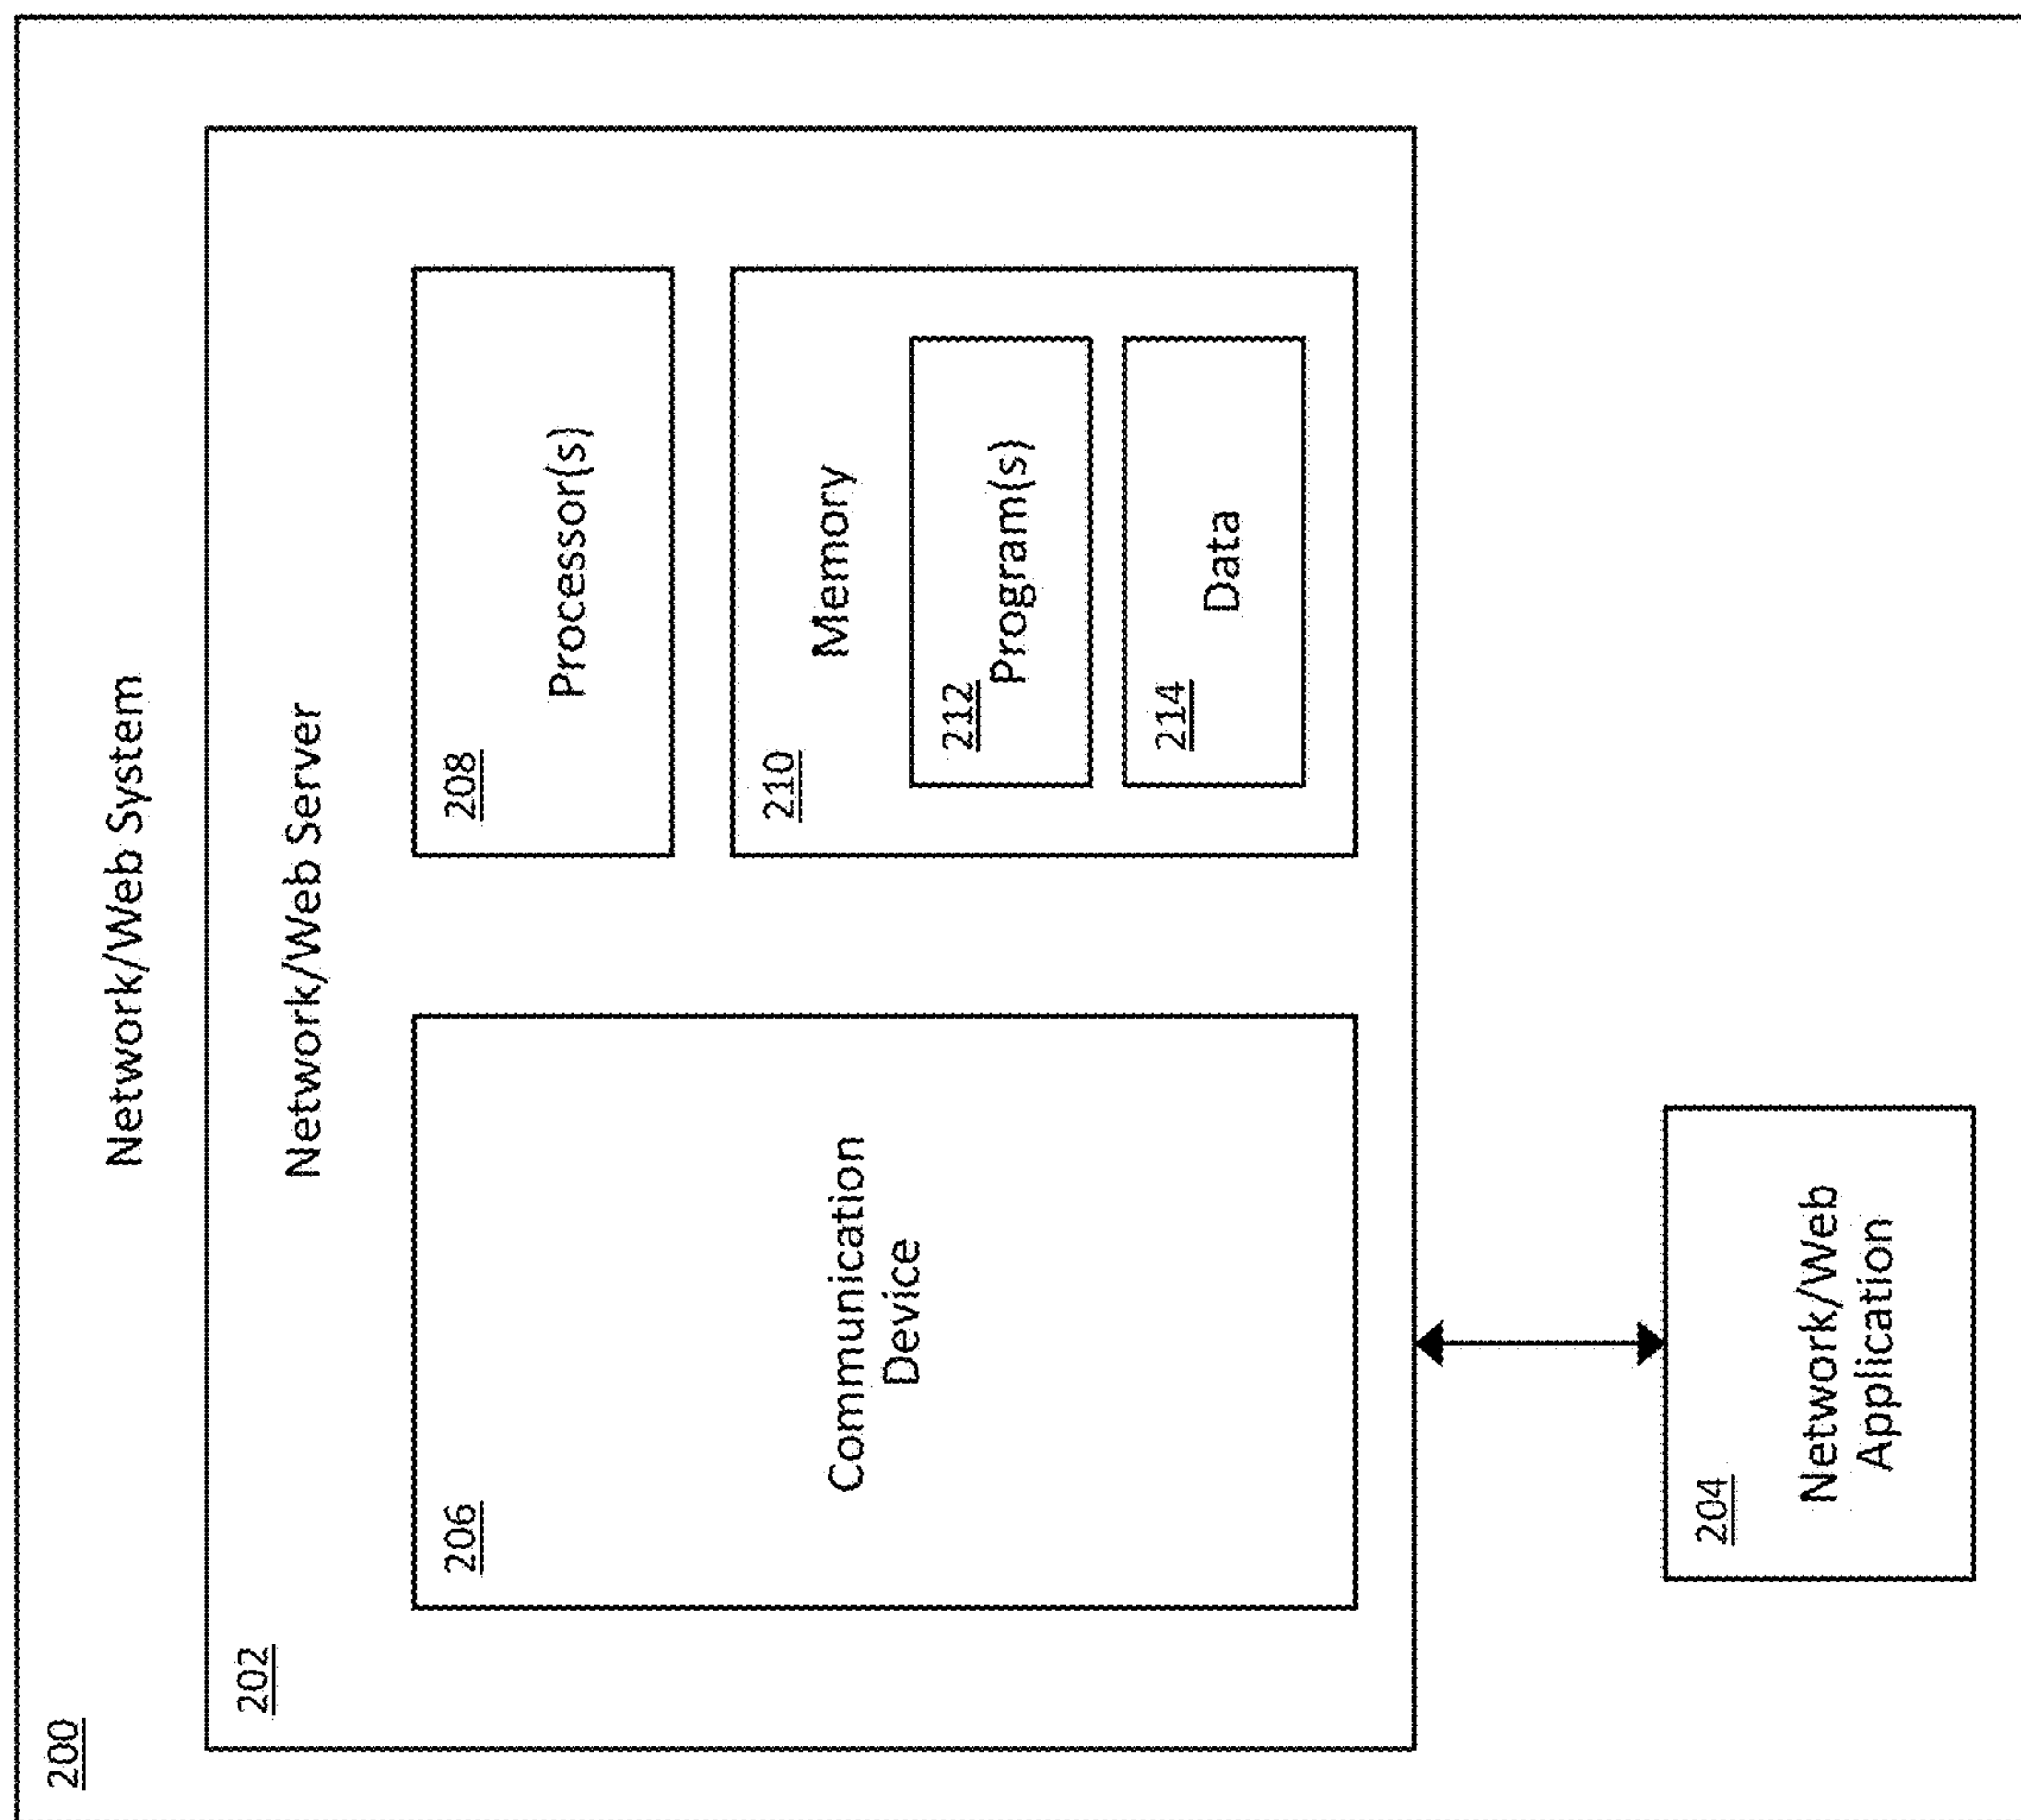 200
Network/Web System
202
Network/Web Server
206
Communication
Device
208
Processor(s)
210
Memory
212
Program(s)
214
Data
204
Network/Web
Application